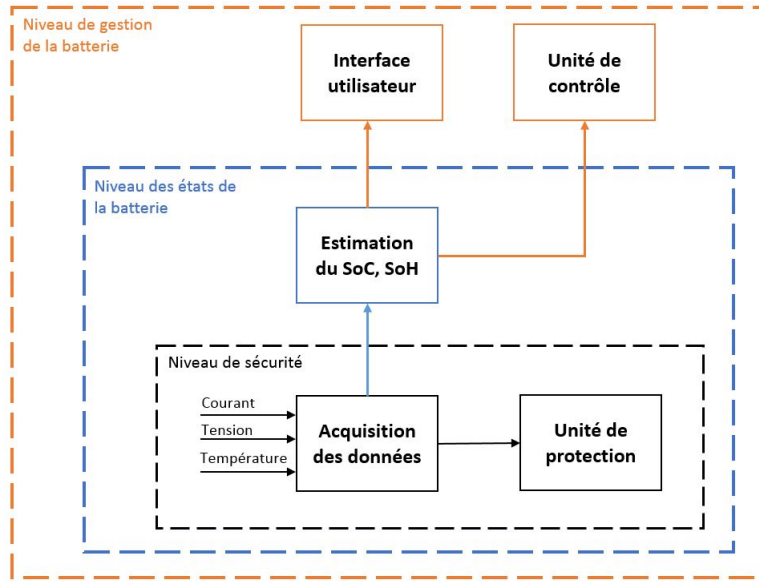 Niveau de gestion
de la batterie
Interface
utilisateur
Unité de
contrôle
Niveau des états de
la batterie
Estimation
du SoC, SoH
Niveau de sécurité
Courant
Tension
Température
Acquisition
des données
Unité de
protection